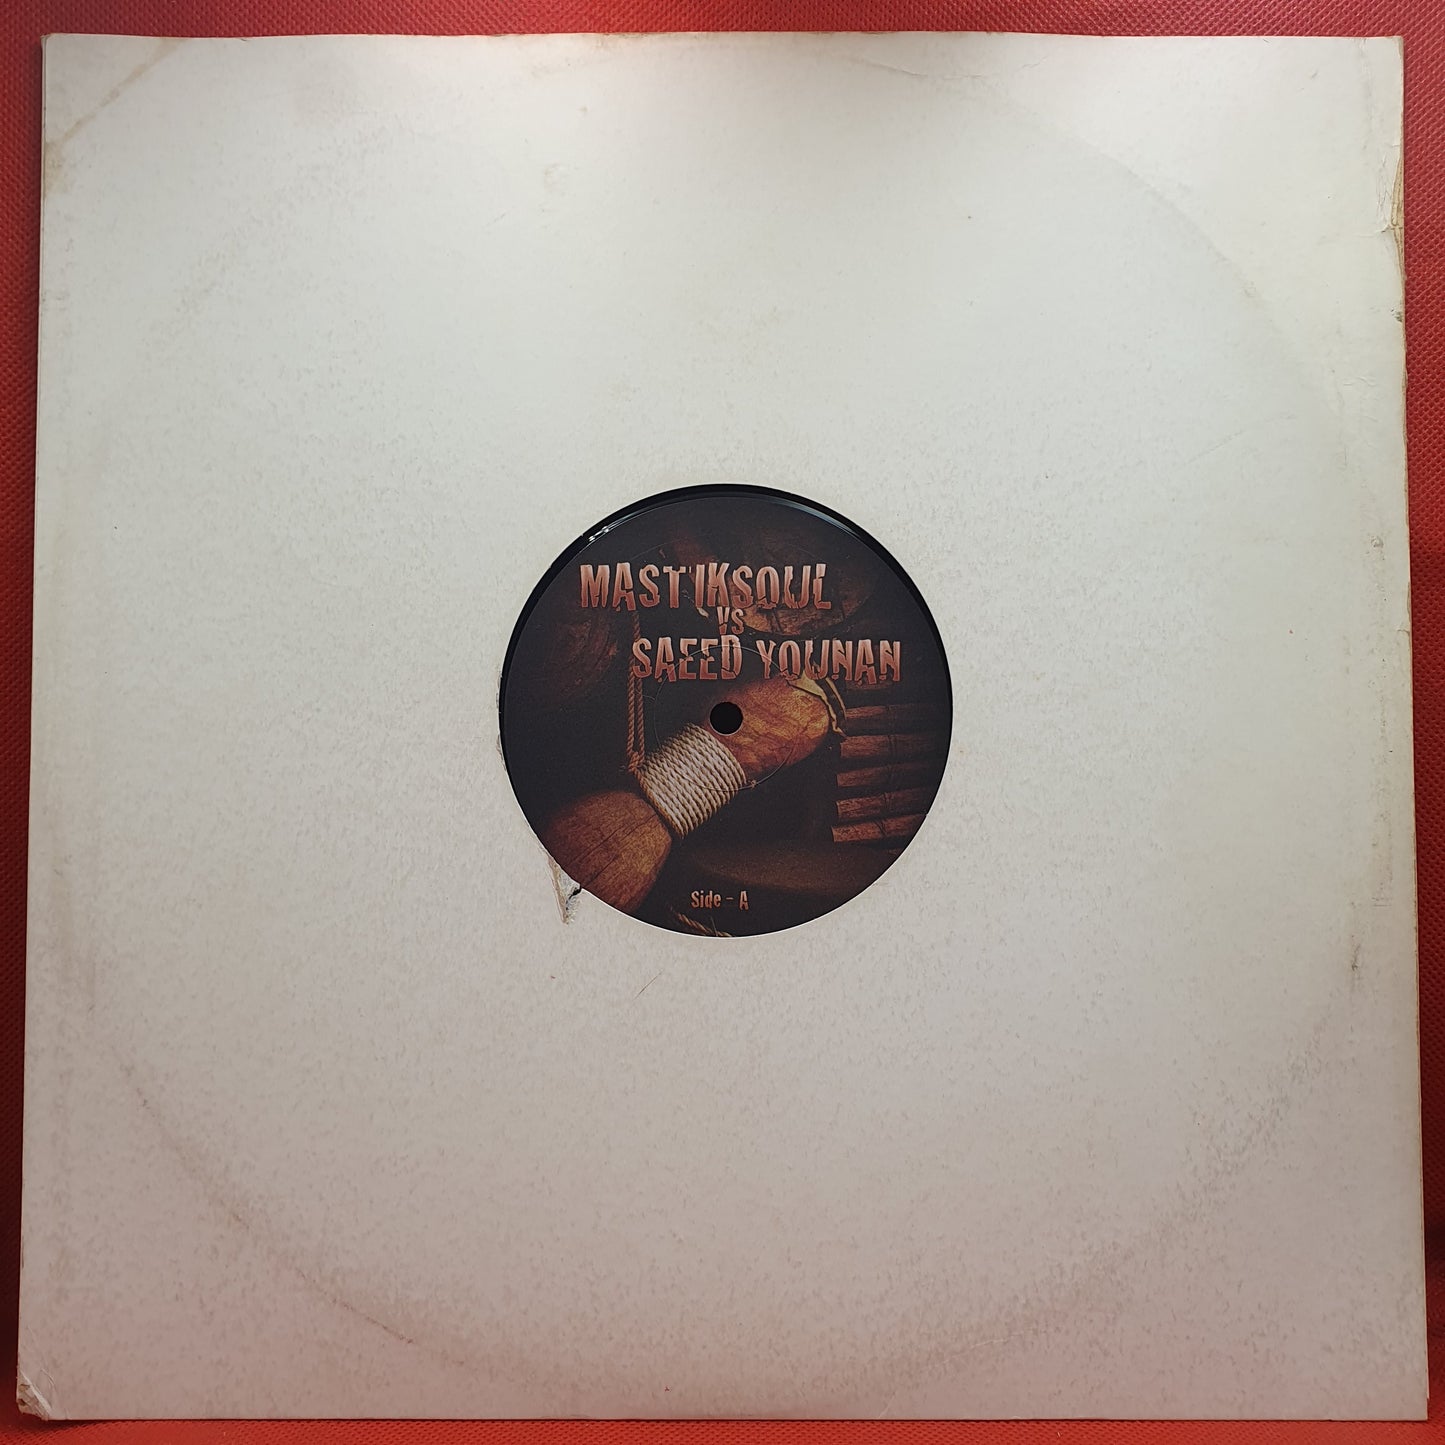 MASTIKSOUL
VS
SAEED YOUNAN
Side - A